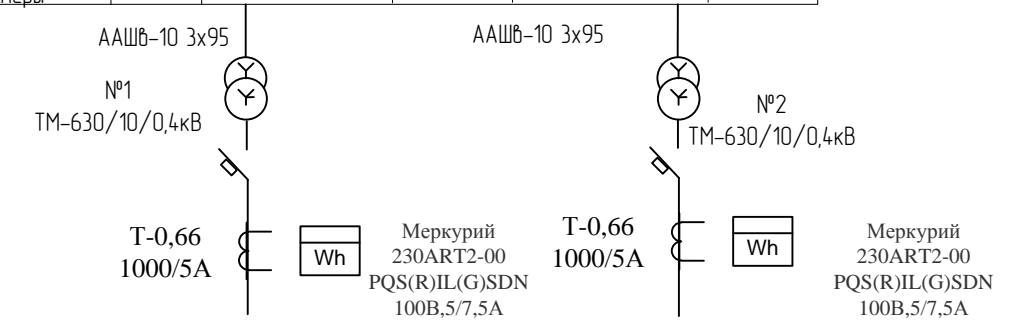 ААШв-10 3х95
№1
ТМ-630/10/0,4кВ
Т-0,66
1000/5А
Wh
Меркурий
230ART2-00
PQS(R)IL(G)SDN
100В,5/7,5А
ААШв-10 3х95
№2
ТМ-630/10/0,4кВ
Т-0,66
1000/5А
Wh
Меркурий
230ART2-00
PQS(R)IL(G)SDN
100В,5/7,5А